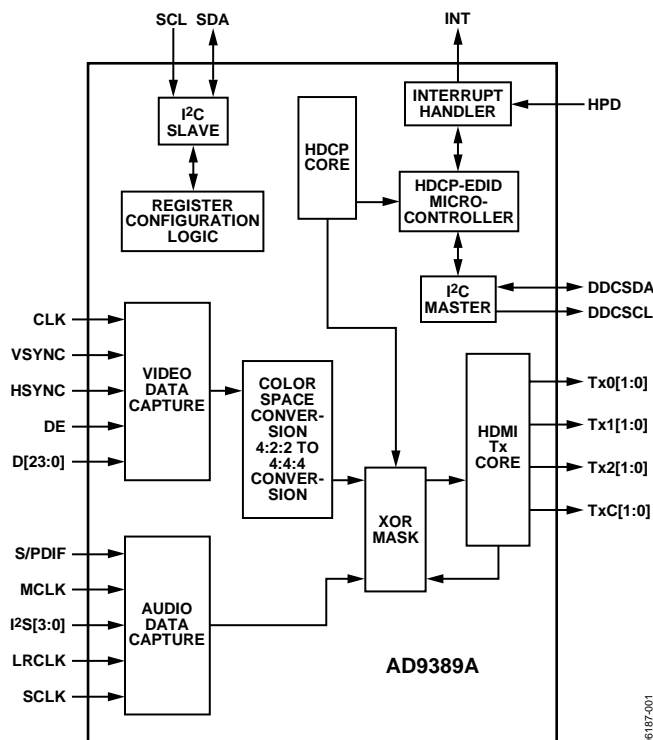 SCL SDA
INT
I2C
SLAVE
REGISTER
CONFIGURATION
LOGIC
HDCP
CORE
INTERRUPT
HANDLER
HPD
HDCP-EDID
MICRO-
CONTROLLER
I2C
MASTER
DDCSDA
DDCSCL
CLK
VSYNC
HSYNC
DE
D[23:0]
VIDEO
DATA
CAPTURE
COLOR
SPACE
CONVER-
SION
4:2:2 TO
4:4:4
CONVER-
SION
XOR
MASK
HDMI
Tx
CORE
Tx0[1:0]
Tx1[1:0]
Tx2[1:0]
TxC[1:0]
S/PDIF
MCLK
I2S[3:0]
LRCLK
SCLK
AUDIO
DATA
CAPTURE
AD9389A
06187-001